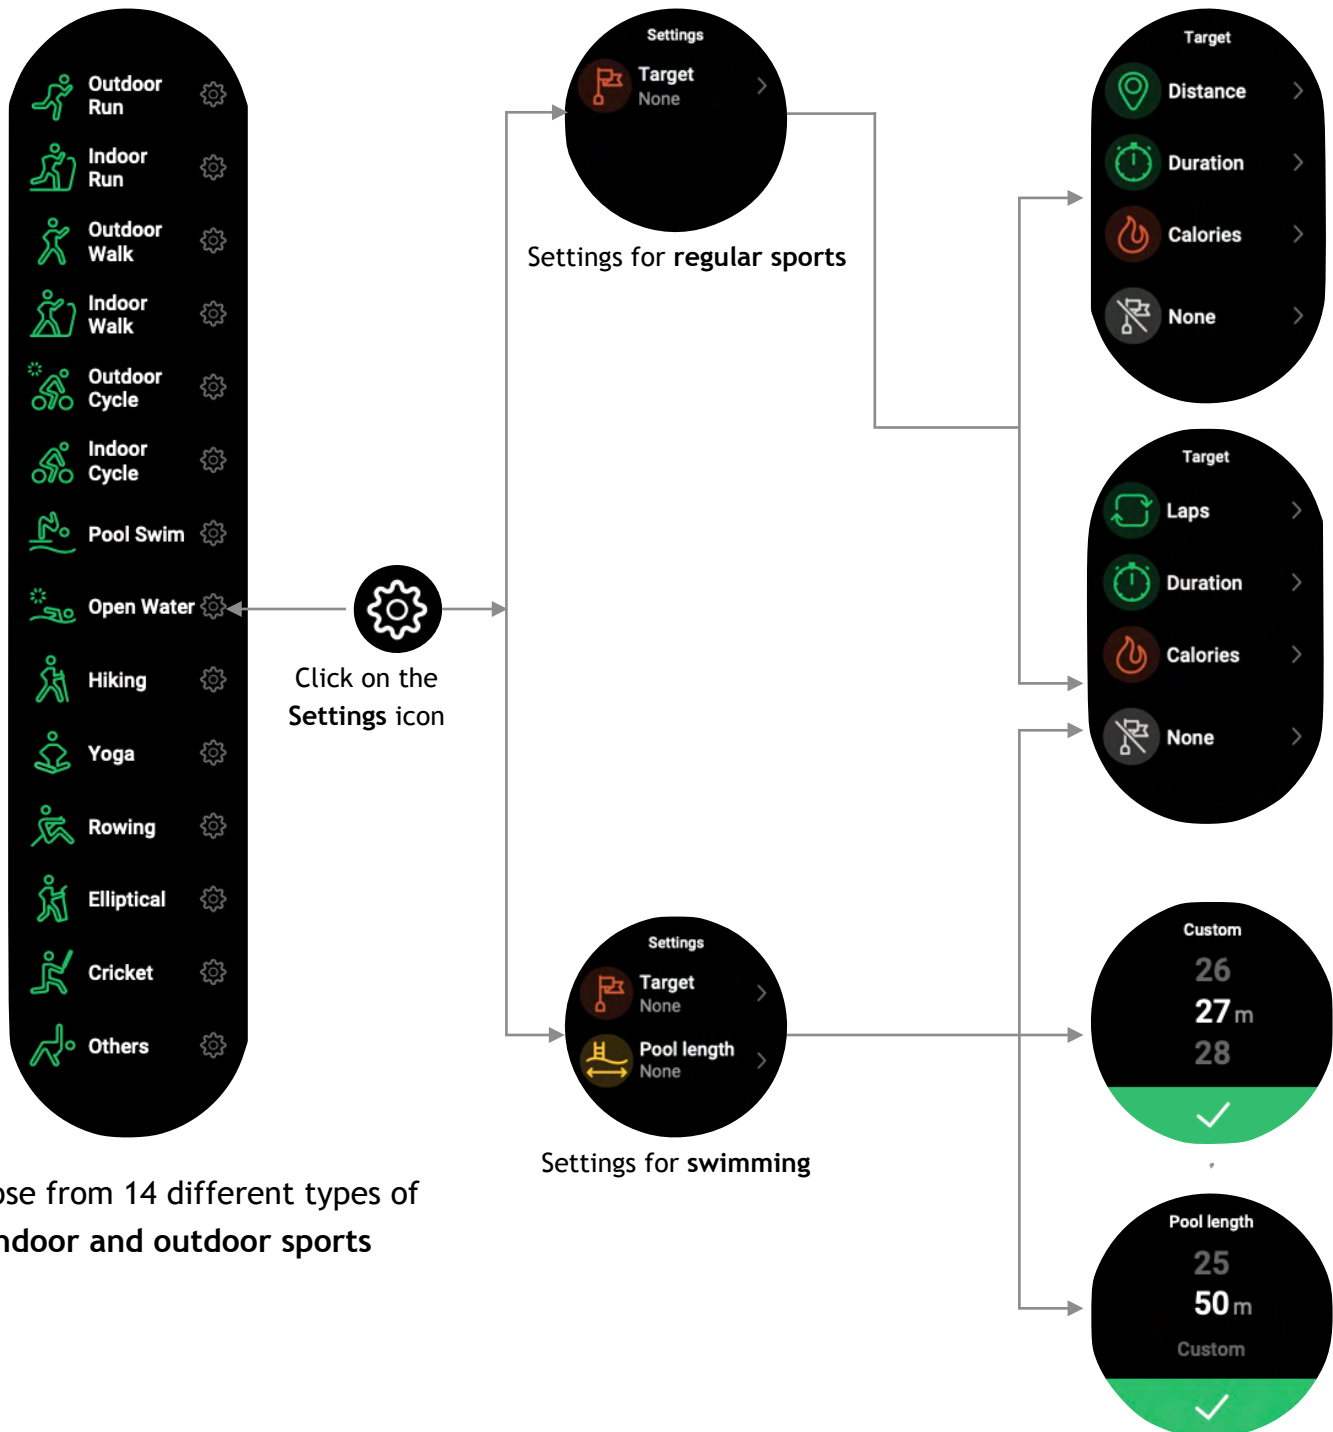 Outdoor
Run
Indoor
Run
Outdoor
Walk
Indoor
Walk
Outdoor
Cycle
Indoor
Cycle
Pool Swim
Open Water
Hiking
Yoga
Rowing
Elliptical
Cricket
Others
ose from 14 different types of
ndoor and outdoor sports
Click on the
Settings icon
Settings
Target
None
Settings for regular sports
Settings
Target
None
Pool length
None
Settings for swimming
Target
Distance
Duration
Calories
None
Target
Laps
Duration
Calories
None
Custom
26
27 m
28
Pool length
25
50 m
Custom